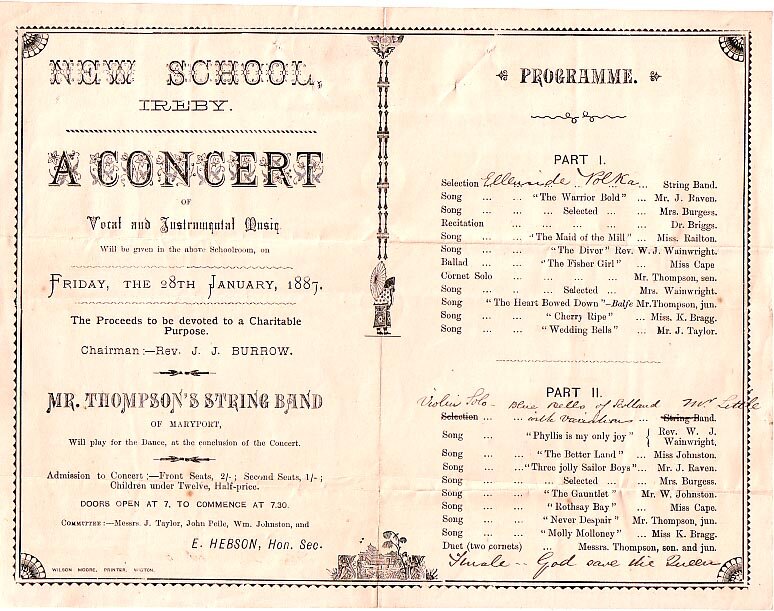 NEW SCHOOL,
IREBY.
A CONCERT
OF
Vocal and Instrumental Music
Will be given in the above Schoolroom, on
FRIDAY, THE 28TH JANUARY, 1887.
The Proceeds to be devoted to a Charitable
Purpose.
Chairman:—Rev. J. J. BURROW.
MR. THOMPSON'S STRING BAND
OF MARYPORT,
Will play for the Dance, at the conclusion of the Concert.
Admission to Concert;—Front Seats, 2/-; Second Seats, 1/-;
Children under Twelve, Half-price.
DOORS OPEN AT 7, TO COMMENCE AT 7.30.
COMMITTEE:—Messrs. J. Taylor, John Peile, Wm. Johnston, and
E. HEBSON, Hon. Sec.
WILSON MOORE, PRINTER, WIGTON.
PROGRAMME.
PART I.
Selection Ellenside Polka ... String Band.
Song ... ... "The Warrior Bold" ... Mr. J. Raven.
Song ... ... ... Selected ... Mrs. Burgess.
Recitation ... ... ... ... Dr. Briggs.
Song ... ... "The Maid of the Mill" ... Miss. Railton.
Song ... ... "The Diver" Rev. W. J. Wainwright.
Ballad ... ... "The Fisher Girl" ... Miss Cape
Cornet Solo ... ... ... Mr. Thompson, sen.
Song ... ... ... Selected ... Mrs. Wainwright.
Song "The Heart Bowed Down"—Balfe Mr. Thompson, jun.
Song ... ... "Cherry Ripe" ... Miss. K. Bragg.
Song ... ... "Wedding Bells" ... Mr. J. Taylor.
PART II.
Violin Solo - Blue Bells of Scotland Mr Little
Selection ... ... with Variations String Band.
Song ... "Phyllis is my only joy" { Rev. W. J.
Wainwright.
Song ... ... "The Better Land" ... Miss Johnston.
Song ... "Three jolly Sailor Boys"... Mr. J. Raven.
Song ... ... ... Selected ... Mrs. Burgess.
Song ... ... "The Gauntlet" ... Mr. W. Johnston.
Song ... ... "Rothsay Bay" ... Miss Cape.
Song ... ... "Never Despair" ... Mr. Thompson, jun.
Song ... ... "Molly Molloney" ... Miss K. Bragg.
Duet (two cornets) ... Messrs. Thompson, sen. and jun.
Finale -- God save the Queen